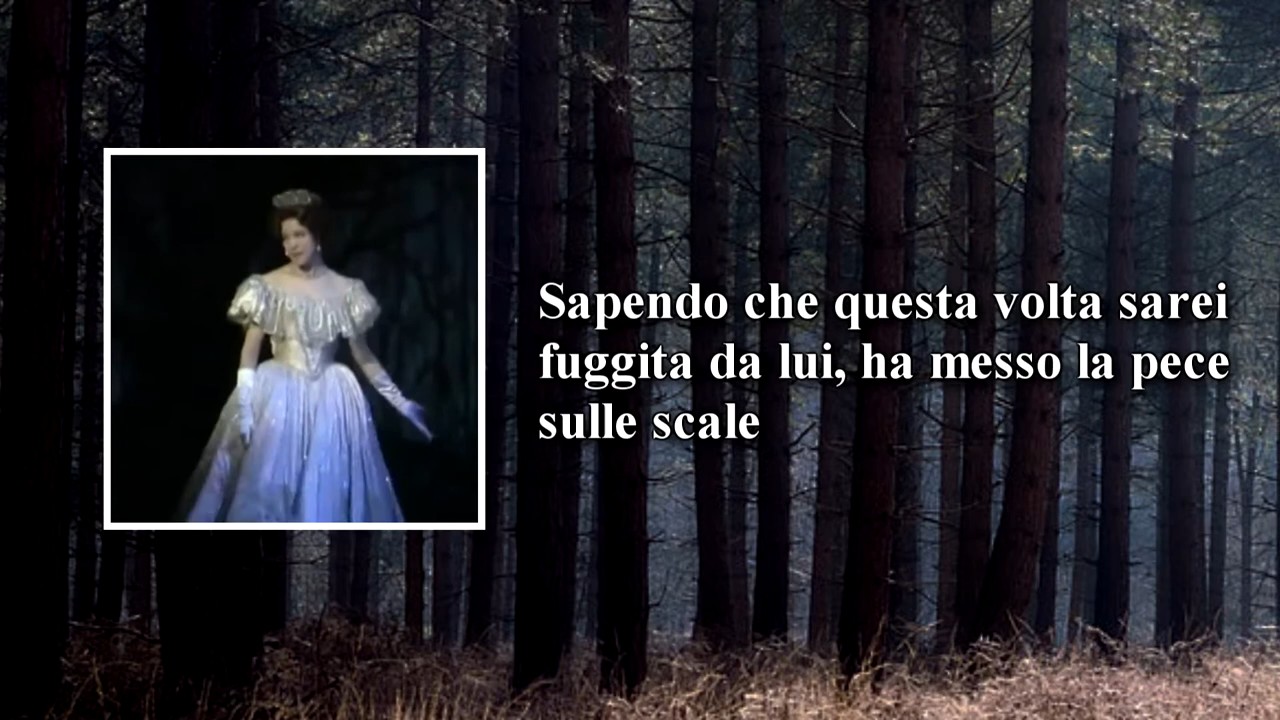 Sapendo che questa volta sarei
fuggita da lui, ha messo la pece
sulle scale